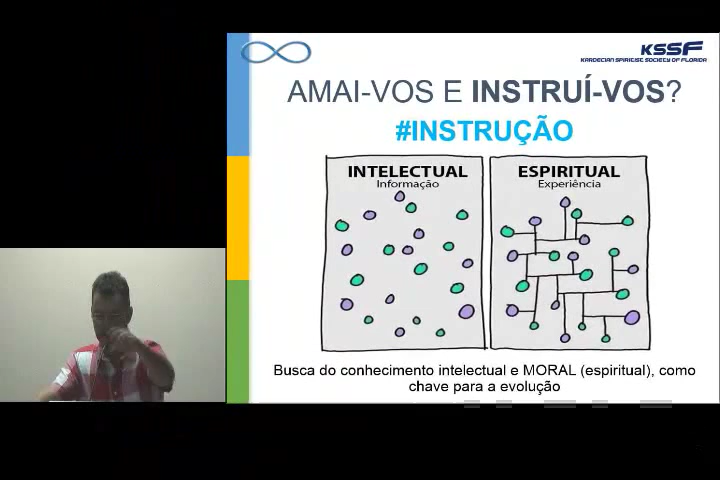 KSSF
KARDECIAN SPIRITIST SOCIETY OF FLORIDA
AMAI-VOS E INSTRUÍ-VOS?
#INSTRUÇÃO
INTELECTUAL
Informação
ESPIRITUAL
Experiência
Busca do conhecimento intelectual e MORAL (espiritual), como
chave para a evolução